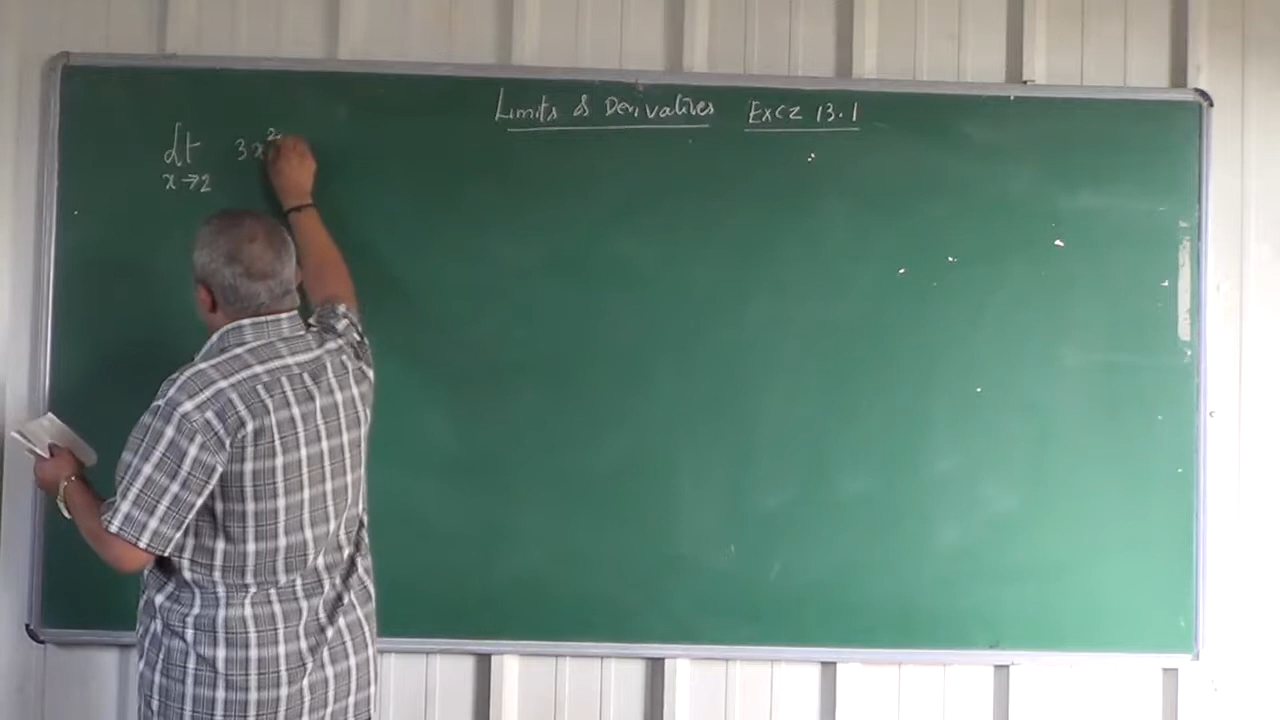 Limits & Derivatives Excz 13.1
Lt 3x²
x→2